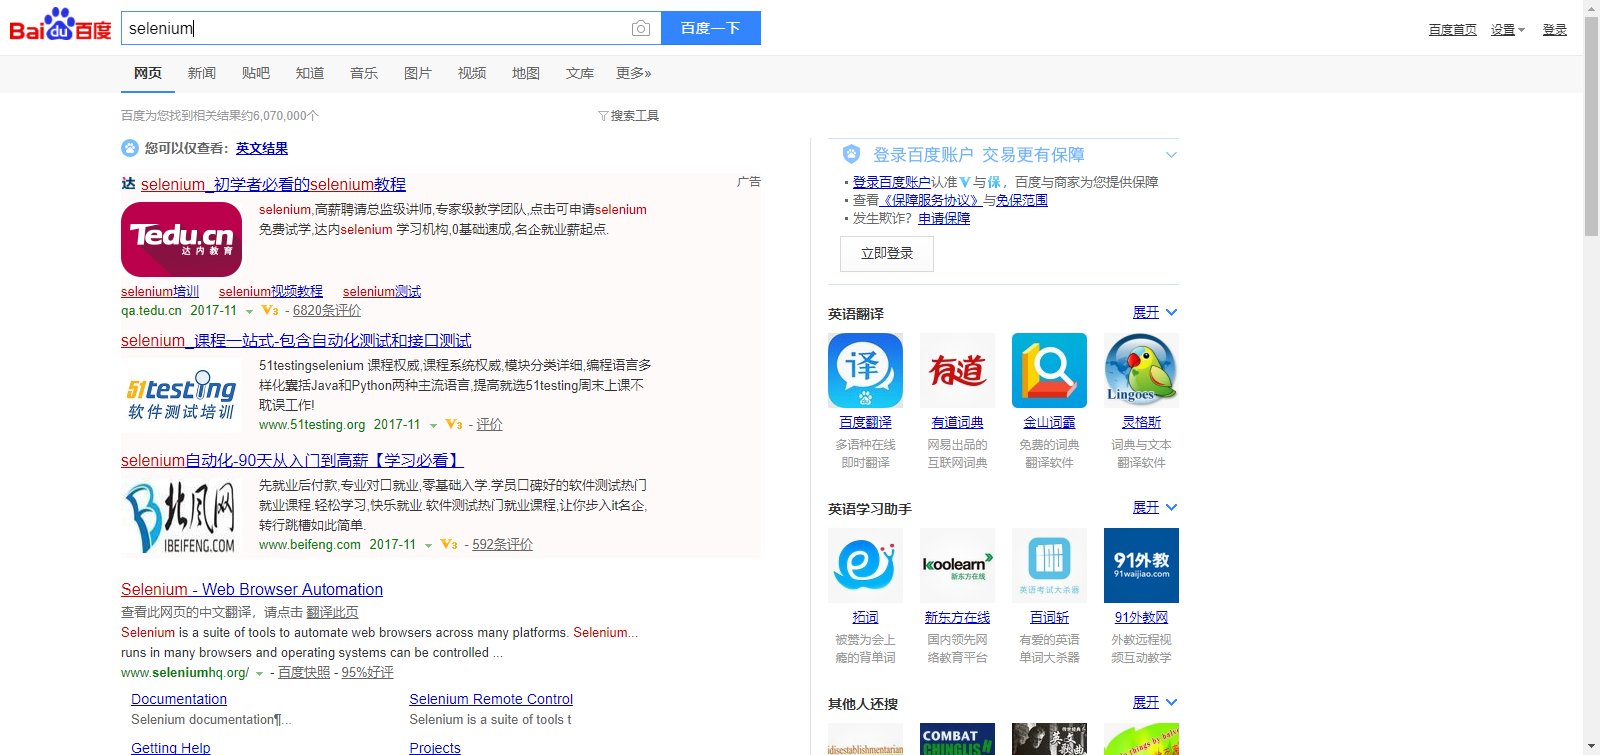 Baidu百度
selenium
百度一下
百度首页 设置 登录
网页 新闻 贴吧 知道 音乐 图片 视频 地图 文库 更多»
百度为您找到相关结果约6,070,000个
搜索工具
您可以仅查看：英文结果
达 selenium_初学者必看的selenium教程
广告
Tedu.cn
达内教育
selenium,高薪聘请总监级讲师,专家级教学团队,点击可申请selenium
免费试学,达内selenium 学习机构,0基础速成,名企就业薪起点.
selenium培训 selenium视频教程 selenium测试
qa.tedu.cn 2017-11 V3 - 6820条评价
selenium_课程一站式-包含自动化测试和接口测试
51testing
软件测试培训
51testingselenium 课程权威,课程系统权威,模块分类详细,编程语言多
样化囊括Java和Python两种主流语言,提高就选51testing周末上课不
耽误工作!
www.51testing.org 2017-11 V3 - 评价
selenium自动化-90天从入门到高薪【学习必看】
北风网
IBEIFENG.COM
先就业后付款,专业对口就业,零基础入学.学员口碑好的软件测试热门
就业课程.轻松学习,快乐就业.软件测试热门就业课程,让你步入it名企,
转行跳槽如此简单.
www.beifeng.com 2017-11 V3 - 592条评价
Selenium - Web Browser Automation
查看此网页的中文翻译，请点击 翻译此页
Selenium is a suite of tools to automate web browsers across many platforms. Selenium...
runs in many browsers and operating systems can be controlled ...
www.seleniumhq.org/ - 百度快照 - 95%好评
Documentation Selenium Remote Control
Selenium documentation¶... Selenium is a suite of tools t
Getting Help Projects
登录百度账户 交易更有保障
▪ 登录百度账户认准V与保，百度与商家为您提供保障
▪ 查看《保障服务协议》与免保范围
▪ 发生欺诈？申请保障
立即登录
英语翻译 展开
译
有道
Lingoes
百度翻译 有道词典 金山词霸 灵格斯
多语种在线 网易出品的 免费的词典 词典与文本
即时翻译 互联网词典 翻译软件 翻译软件
英语学习助手 展开
koolearn
新东方在线
100
英语考试大杀器
91外教
91waijiao.com
拓词 新东方在线 百词斩 91外教网
被赞为会上 国内领先网 有爱的英语 外教远程视
瘾的背单词 络教育平台 单词大杀器 频互动教学
其他人还搜 展开
idisestablishmentarian
COMBAT
CHINGLISH
英文
歌曲
things by halve